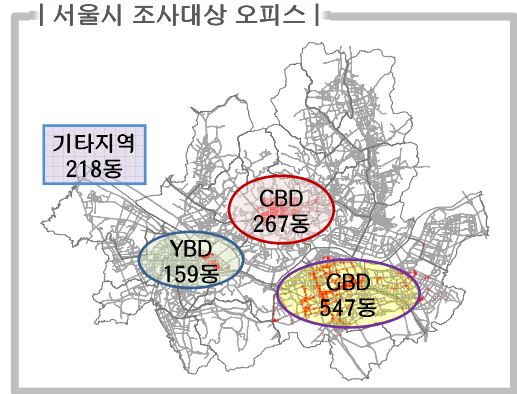 서울시 조사대상 오피스
기타지역
218동
CBD
267동
YBD
159동
GBD
547동